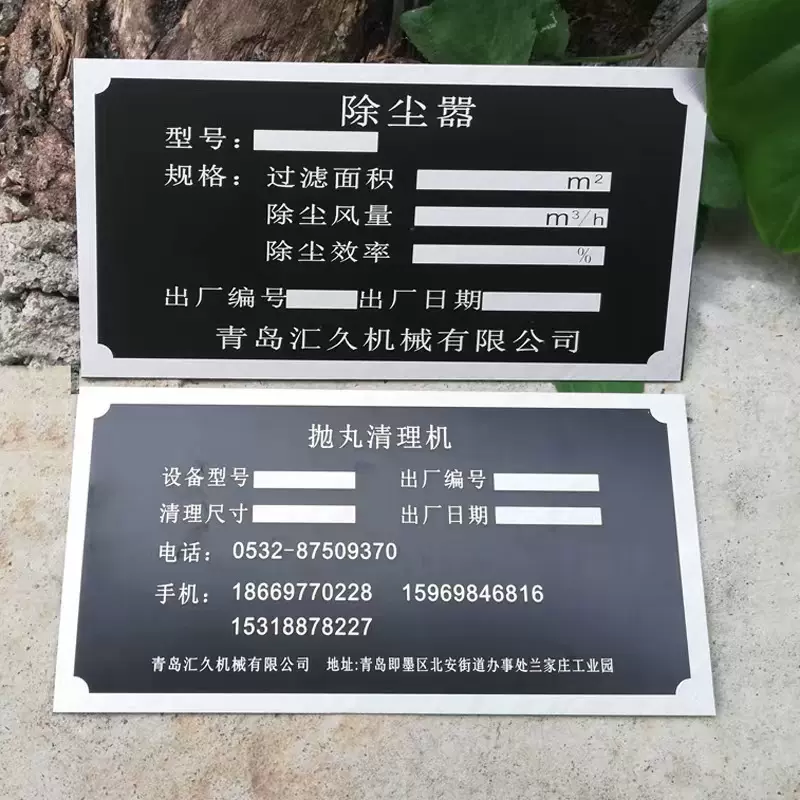 除尘嚣
型号：
规格：过滤面积 m²
除尘风量 m³/h
除尘效率 %
出厂编号 出厂日期
青岛汇久机械有限公司
抛丸清理机
设备型号 出厂编号
清理尺寸 出厂日期
电话：0532-87509370
手机：18669770228 15969846816
15318878227
青岛汇久机械有限公司 地址:青岛即墨区北安街道办事处兰家庄工业园